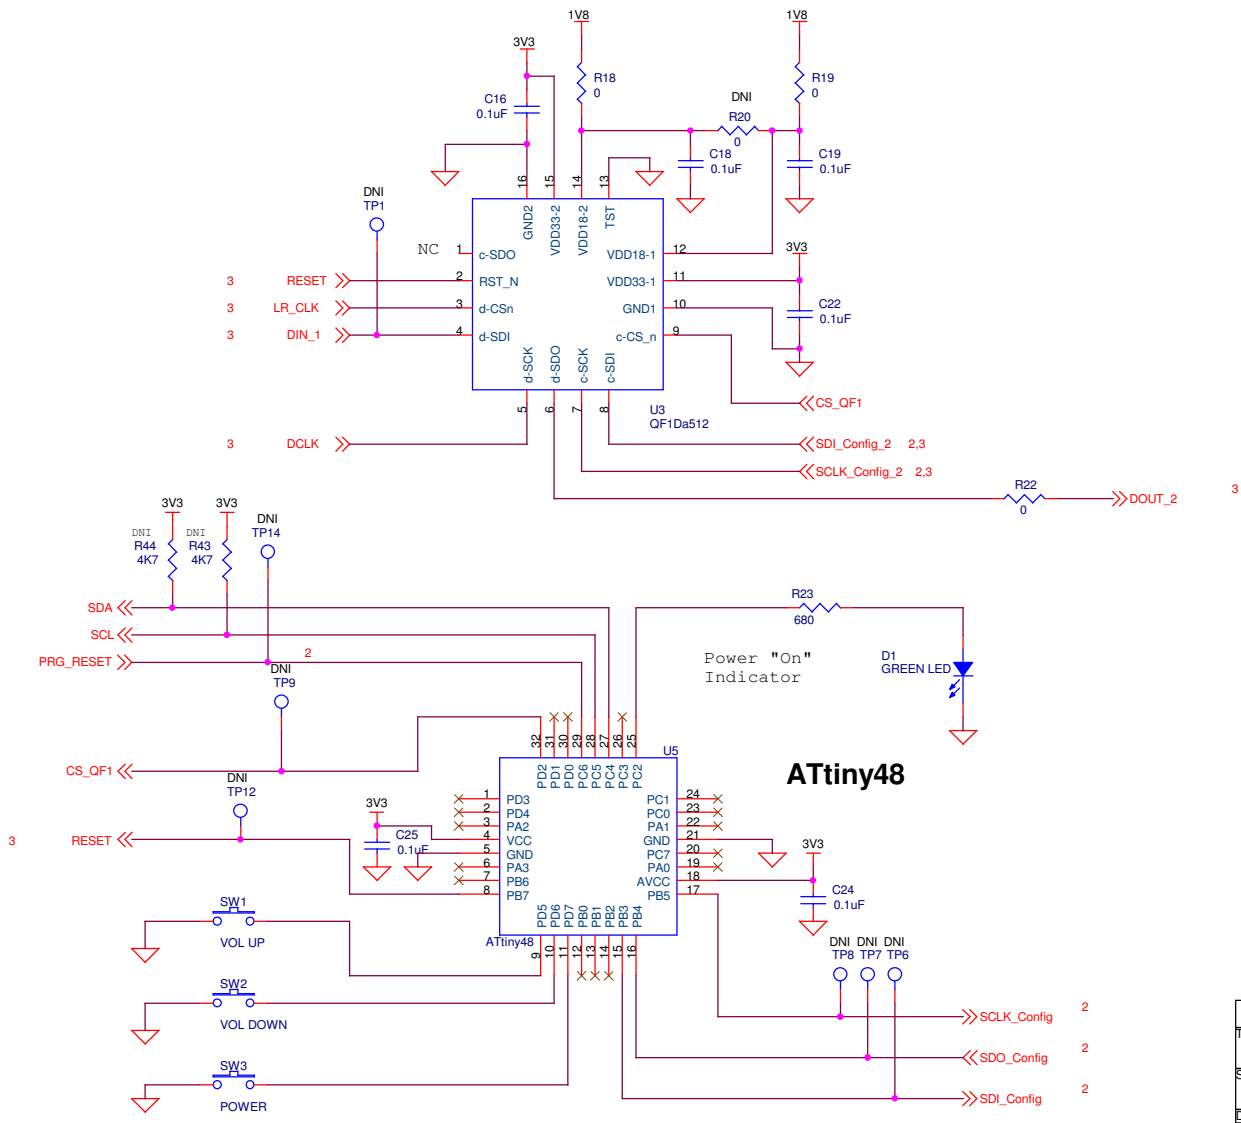 1V8
1V8
3V3
R18
0
R19
0
DNI
R20
0
C16
0.1uF
C18
0.1uF
C19
0.1uF
16
15
14
13
DNI
TP1
GND2
VDD33-2
VDD18-2
TST
NC
1
c-SDO
VDD18-1
12
3V3
3
RESET
2
RST_N
VDD33-1
11
3
LR_CLK
3
d-CSn
GND1
10
C22
0.1uF
3
DIN_1
4
d-SDI
c-CS_n
9
d-SCK
d-SDO
c-SCK
c-SDI
5
6
7
8
U3
QF1Da512
CS_QF1
3
DCLK
SDI_Config_2
2,3
SCLK_Config_2
2,3
R22
0
DOUT_2
3
3V3
3V3
DNI
TP14
DNI
R44
4K7
DNI
R43
4K7
SDA
SCL
PRG_RESET
2
R23
680
Power "On"
Indicator
D1
GREEN LED
DNI
TP9
CS_QF1
32
31
30
29
28
27
26
25
U5
PD2
PD1
PD0
PC6
PC5
PC4
PC3
PC2
ATtiny48
DNI
TP12
3
RESET
3V3
C25
0.1uF
1
PD3
2
PD4
3
PA2
4
VCC
5
GND
6
PA3
7
PB6
8
PB7
PC1
24
PC0
23
PA1
22
GND
21
PC7
20
PA0
19
AVCC
18
PB5
17
3V3
C24
0.1uF
PD5
PD6
PD7
PB0
PB1
PB2
PB3
PB4
ATtiny48
9
10
11
12
13
14
15
16
SW1
VOL UP
SW2
VOL DOWN
SW3
POWER
DNI
TP8
DNI
TP7
DNI
TP6
SCLK_Config
2
SDO_Config
2
SDI_Config
2